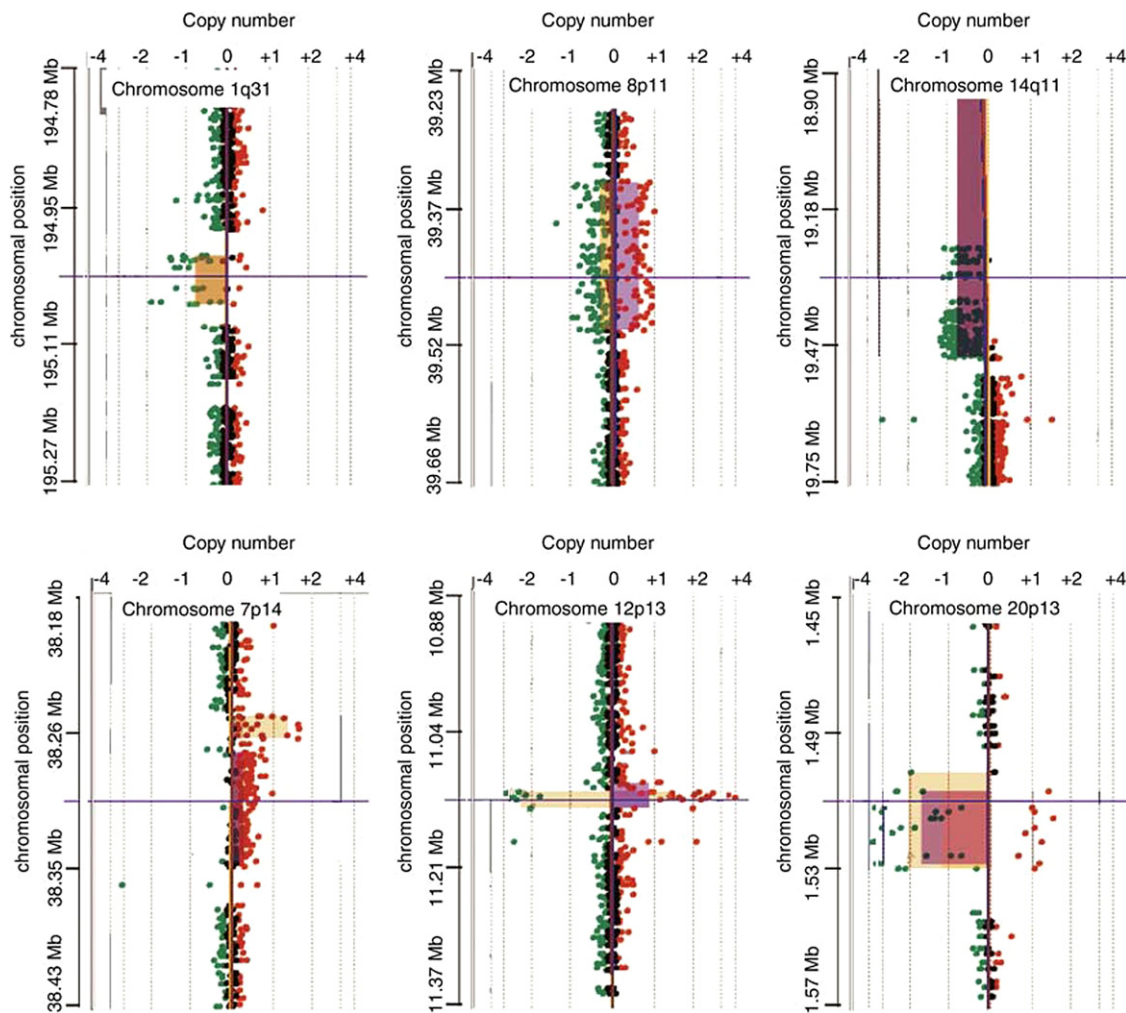 Copy number
-4 -2 -1 0 +1 +2 +4
Chromosome 1q31
chromosomal position
194.78 Mb
194.95 Mb
195.11 Mb
195.27 Mb
Copy number
-4 -2 -1 0 +1 +2 +4
Chromosome 8p11
chromosomal position
39.23 Mb
39.37 Mb
39.52 Mb
39.66 Mb
Copy number
-4 -2 -1 0 +1 +2 +4
Chromosome 14q11
chromosomal position
18.90 Mb
19.18 Mb
19.47 Mb
19.75 Mb
Copy number
-4 -2 -1 0 +1 +2 +4
Chromosome 7p14
chromosomal position
38.18 Mb
38.26 Mb
38.35 Mb
38.43 Mb
Copy number
-4 -2 -1 0 +1 +2 +4
Chromosome 12p13
chromosomal position
10.88 Mb
11.04 Mb
11.21 Mb
11.37 Mb
Copy number
-4 -2 -1 0 +1 +2 +4
Chromosome 20p13
chromosomal position
1.45 Mb
1.49 Mb
1.53 Mb
1.57 Mb